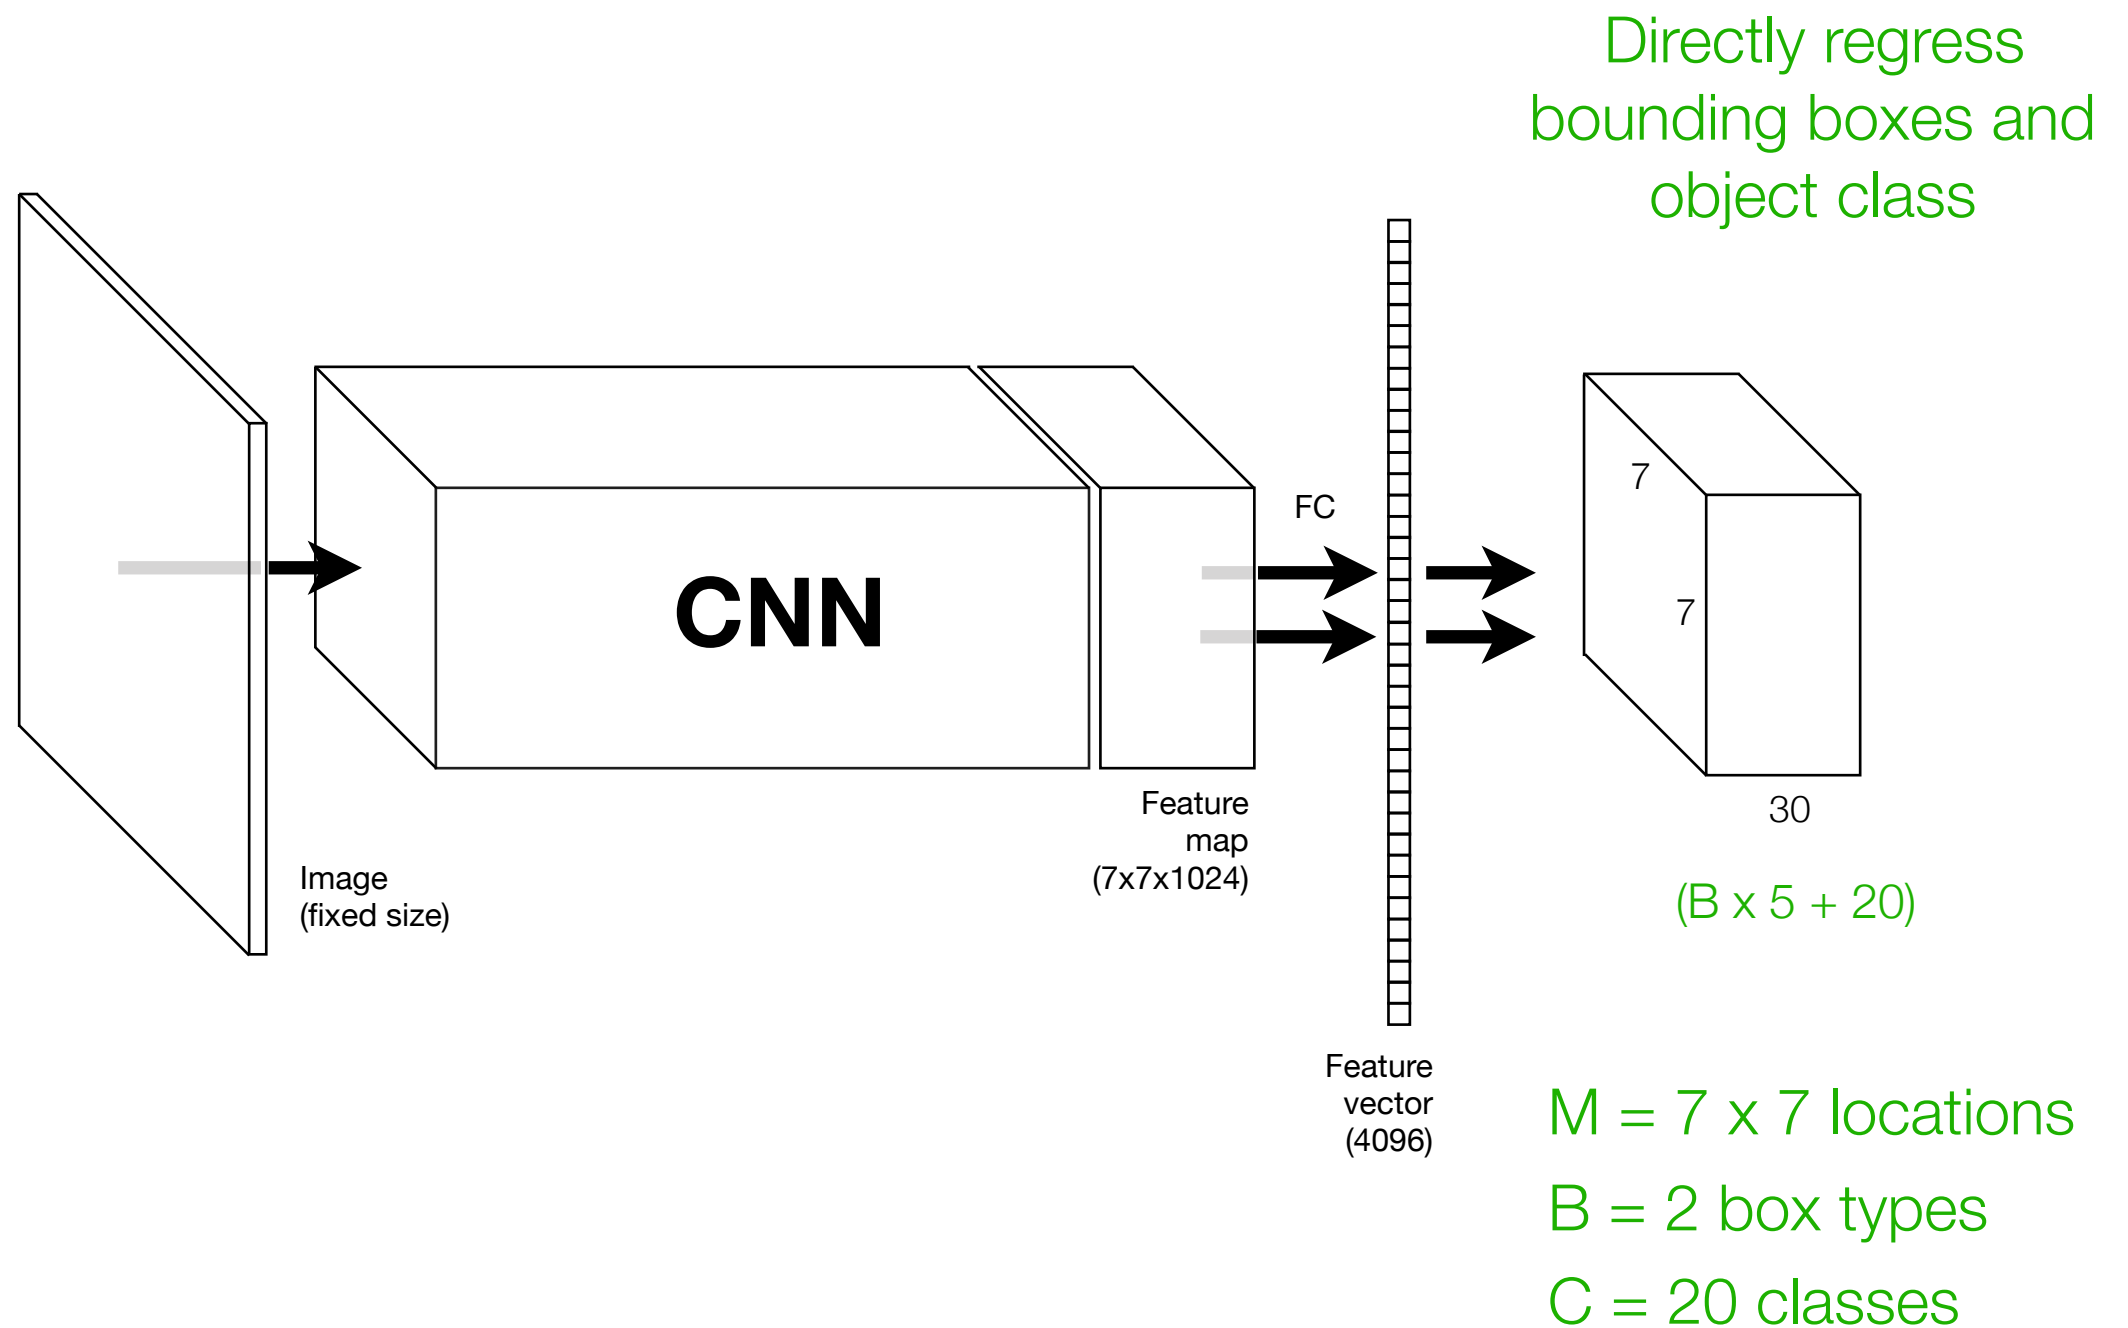 Directly regress
bounding boxes and
object class
CNN
FC
7
7
30
Feature
map
(7x7x1024)
Image
(fixed size)
(B x 5 + 20)
Feature
vector
(4096)
M = 7 x 7 locations
B = 2 box types
C = 20 classes